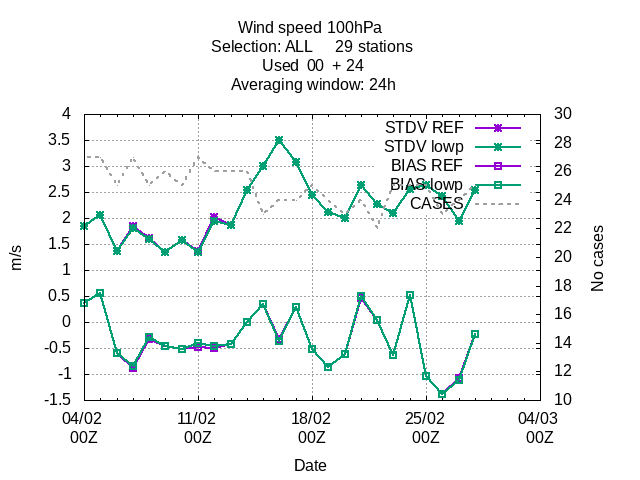 Wind speed 100hPa
Selection: ALL 29 stations
Used 00 + 24
Averaging window: 24h
4
3.5
3
2.5
2
1.5
1
0.5
0
-0.5
-1
-1.5
m/s
30
28
26
24
22
20
18
16
14
12
10
No cases
STDV REF
STDV lowp
BIAS REF
BIAS lowp
CASES
04/02 11/02 18/02 25/02 04/03
00Z 00Z 00Z 00Z 00Z
Date